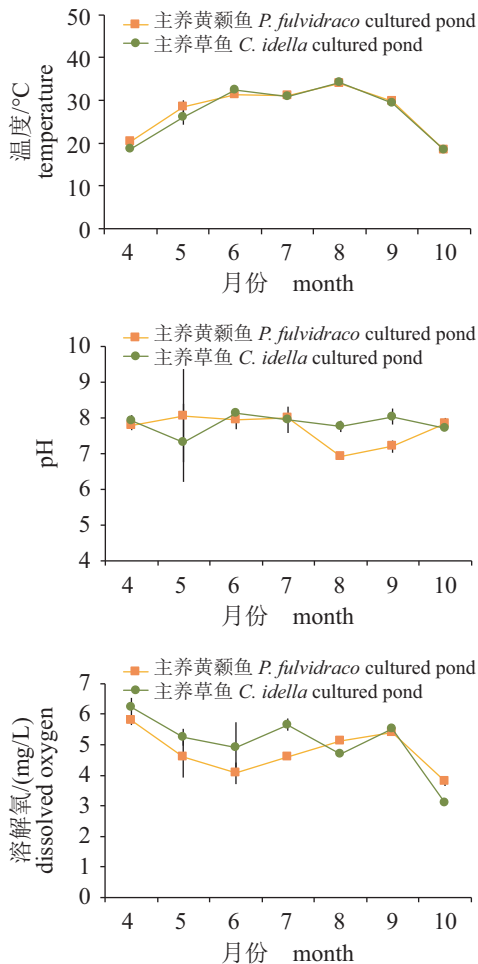 50
40
30
20
10
0
温度/°C
temperature
主养黄颡鱼 P. fulvidraco cultured pond
主养草鱼 C. idella cultured pond
4 5 6 7 8 9 10
月份 month
主养黄颡鱼 P. fulvidraco cultured pond
主养草鱼 C. idella cultured pond
10
9
8
7
6
5
4
pH
4 5 6 7 8 9 10
月份 month
主养黄颡鱼 P. fulvidraco cultured pond
主养草鱼 C. idella cultured pond
7
6
5
4
3
2
1
0
溶解氧/(mg/L)
dissolved oxygen
4 5 6 7 8 9 10
月份 month